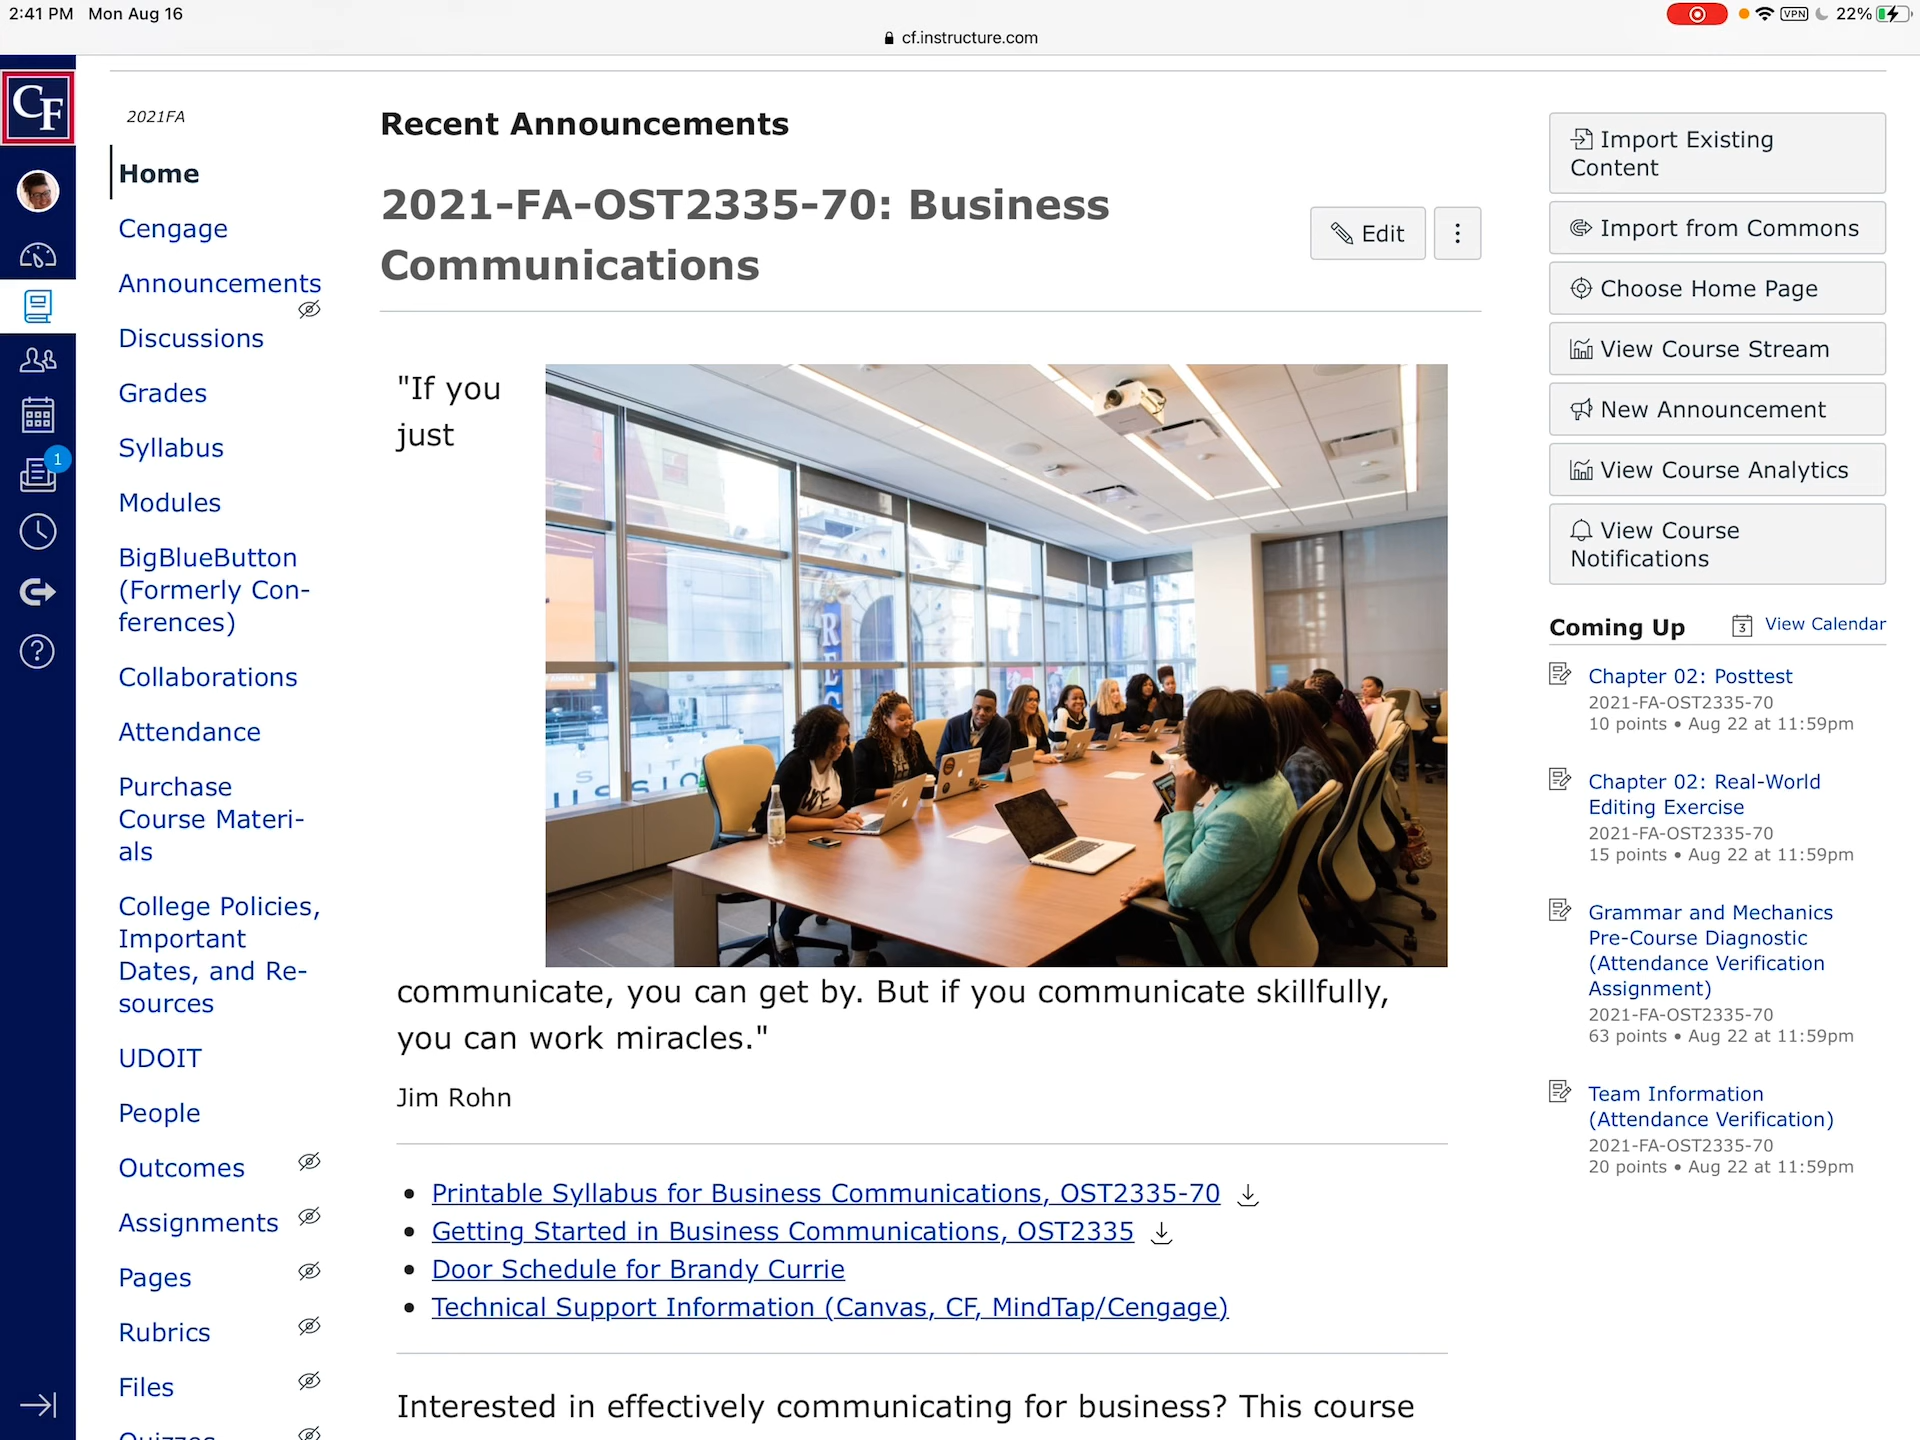 2:41 PM Mon Aug 16
VPN 22%
cf.instructure.com
CF
1
2021FA
Home
Cengage
Announcements
Discussions
Grades
Syllabus
Modules
BigBlueButton
(Formerly Con-
ferences)
Collaborations
Attendance
Purchase
Course Materi-
als
College Policies,
Important
Dates, and Re-
sources
UDOIT
People
Outcomes
Assignments
Pages
Rubrics
Files
Quizzes
Recent Announcements
2021-FA-OST2335-70: Business
Communications
Edit
"If you
just
communicate, you can get by. But if you communicate skillfully,
you can work miracles."
Jim Rohn
Printable Syllabus for Business Communications, OST2335-70
Getting Started in Business Communications, OST2335
Door Schedule for Brandy Currie
Technical Support Information (Canvas, CF, MindTap/Cengage)
Interested in effectively communicating for business? This course
Import Existing
Content
Import from Commons
Choose Home Page
View Course Stream
New Announcement
View Course Analytics
View Course
Notifications
Coming Up
3 View Calendar
Chapter 02: Posttest
2021-FA-OST2335-70
10 points • Aug 22 at 11:59pm
Chapter 02: Real-World
Editing Exercise
2021-FA-OST2335-70
15 points • Aug 22 at 11:59pm
Grammar and Mechanics
Pre-Course Diagnostic
(Attendance Verification
Assignment)
2021-FA-OST2335-70
63 points • Aug 22 at 11:59pm
Team Information
(Attendance Verification)
2021-FA-OST2335-70
20 points • Aug 22 at 11:59pm